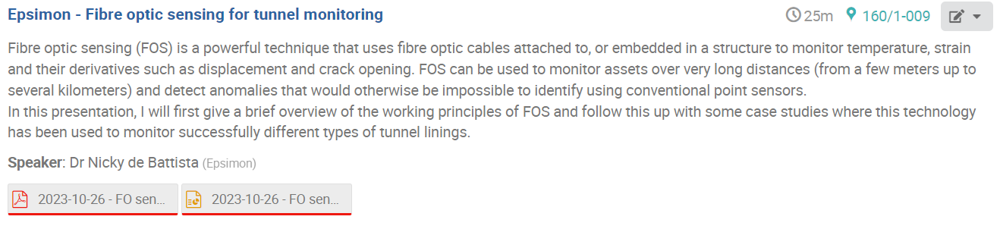 Epsimon - Fibre optic sensing for tunnel monitoring
25m
160/1-009
Fibre optic sensing (FOS) is a powerful technique that uses fibre optic cables attached to, or embedded in a structure to monitor temperature, strain
and their derivatives such as displacement and crack opening. FOS can be used to monitor assets over very long distances (from a few meters up to
several kilometers) and detect anomalies that would otherwise be impossible to identify using conventional point sensors.
In this presentation, I will first give a brief overview of the working principles of FOS and follow this up with some case studies where this technology
has been used to monitor successfully different types of tunnel linings.
Speaker: Dr Nicky de Battista (Epsimon)
2023-10-26 - FO sen...
2023-10-26 - FO sen...